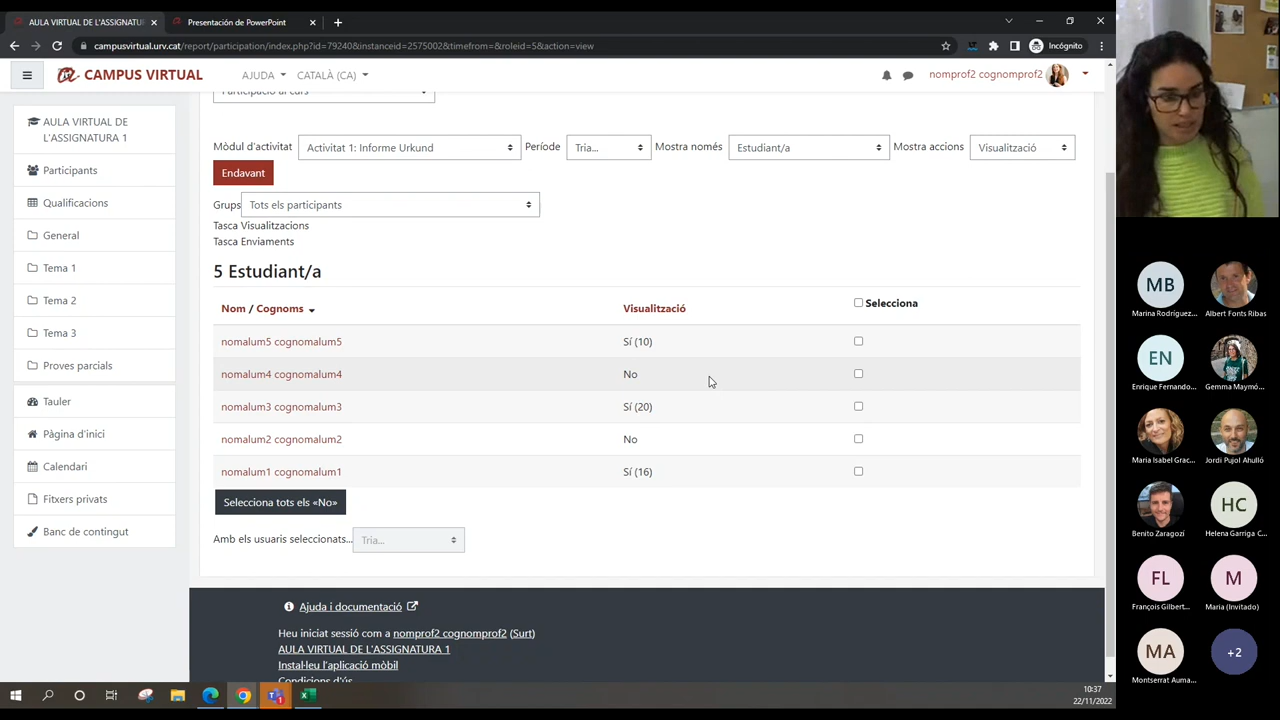 AULA VIRTUAL DE L'ASSIGNATUR
Presentación de PowerPoint
campusvirtual.urv.cat/report/participation/index.php?id=79240&instanceid=2575002&timefrom=&roleid=5&action=view
Incógnito
CAMPUS VIRTUAL
AJUDA
CATALÀ (CA)
nomprof2 cognomprof2
AULA VIRTUAL DE L'ASSIGNATURA 1
Participants
Qualificacions
General
Tema 1
Tema 2
Tema 3
Proves parcials
Tauler
Pàgina d'inici
Calendari
Fitxers privats
Banc de contingut
Participació al curs
Mòdul d'activitat Activitat 1: Informe Urkund Període Tria... Mostra només Estudiant/a Mostra accions Visualització
Endavant
Grups Tots els participants
Tasca Visualitzacions
Tasca Enviaments
5 Estudiant/a
Nom / Cognoms Visualització Selecciona
nomalum5 cognomalum5 Sí (10)
nomalum4 cognomalum4 No
nomalum3 cognomalum3 Sí (20)
nomalum2 cognomalum2 No
nomalum1 cognomalum1 Sí (16)
Selecciona tots els «No»
Amb els usuaris seleccionats... Tria...
Ajuda i documentació
Heu iniciat sessió com a nomprof2 cognomprof2 (Surt)
AULA VIRTUAL DE L'ASSIGNATURA 1
Instal·leu l'aplicació mòbil
Condicions d'ús
10:37
22/11/2022
MB
Marina Rodríguez...
Albert Fonts Ribas
EN
Enrique Fernando...
Gemma Maymó...
María Isabel Grac...
Jordi Pujol Ahulló
Benito Zaragozí
HC
Helena Garriga C...
FL
François Gilbert...
M
Maria (Invitado)
MA
Montserrat Auma...
+2